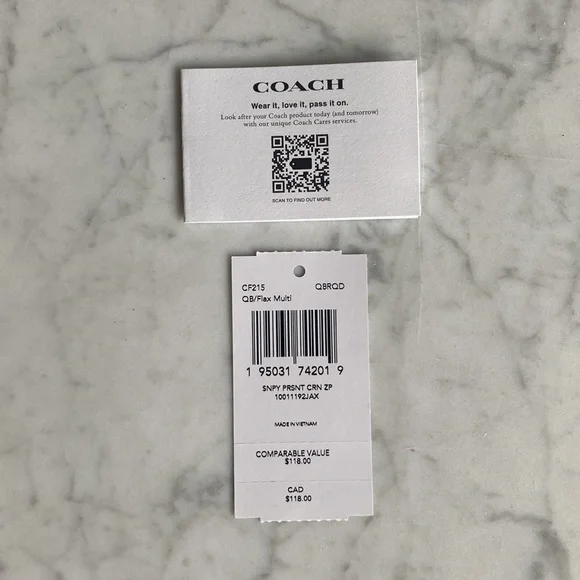 COACH
Wear it, love it, pass it on.
Look after your Coach product today (and tomorrow)
with our unique Coach Cares services.
SCAN TO FIND OUT MORE
CF215 QBRQD
QB/Flax Multi
1 95031 74201 9
SNPY PRSNT CRN ZP
10011192JAX
MADE IN VIETNAM
COMPARABLE VALUE
$118.00
CAD
$118.00